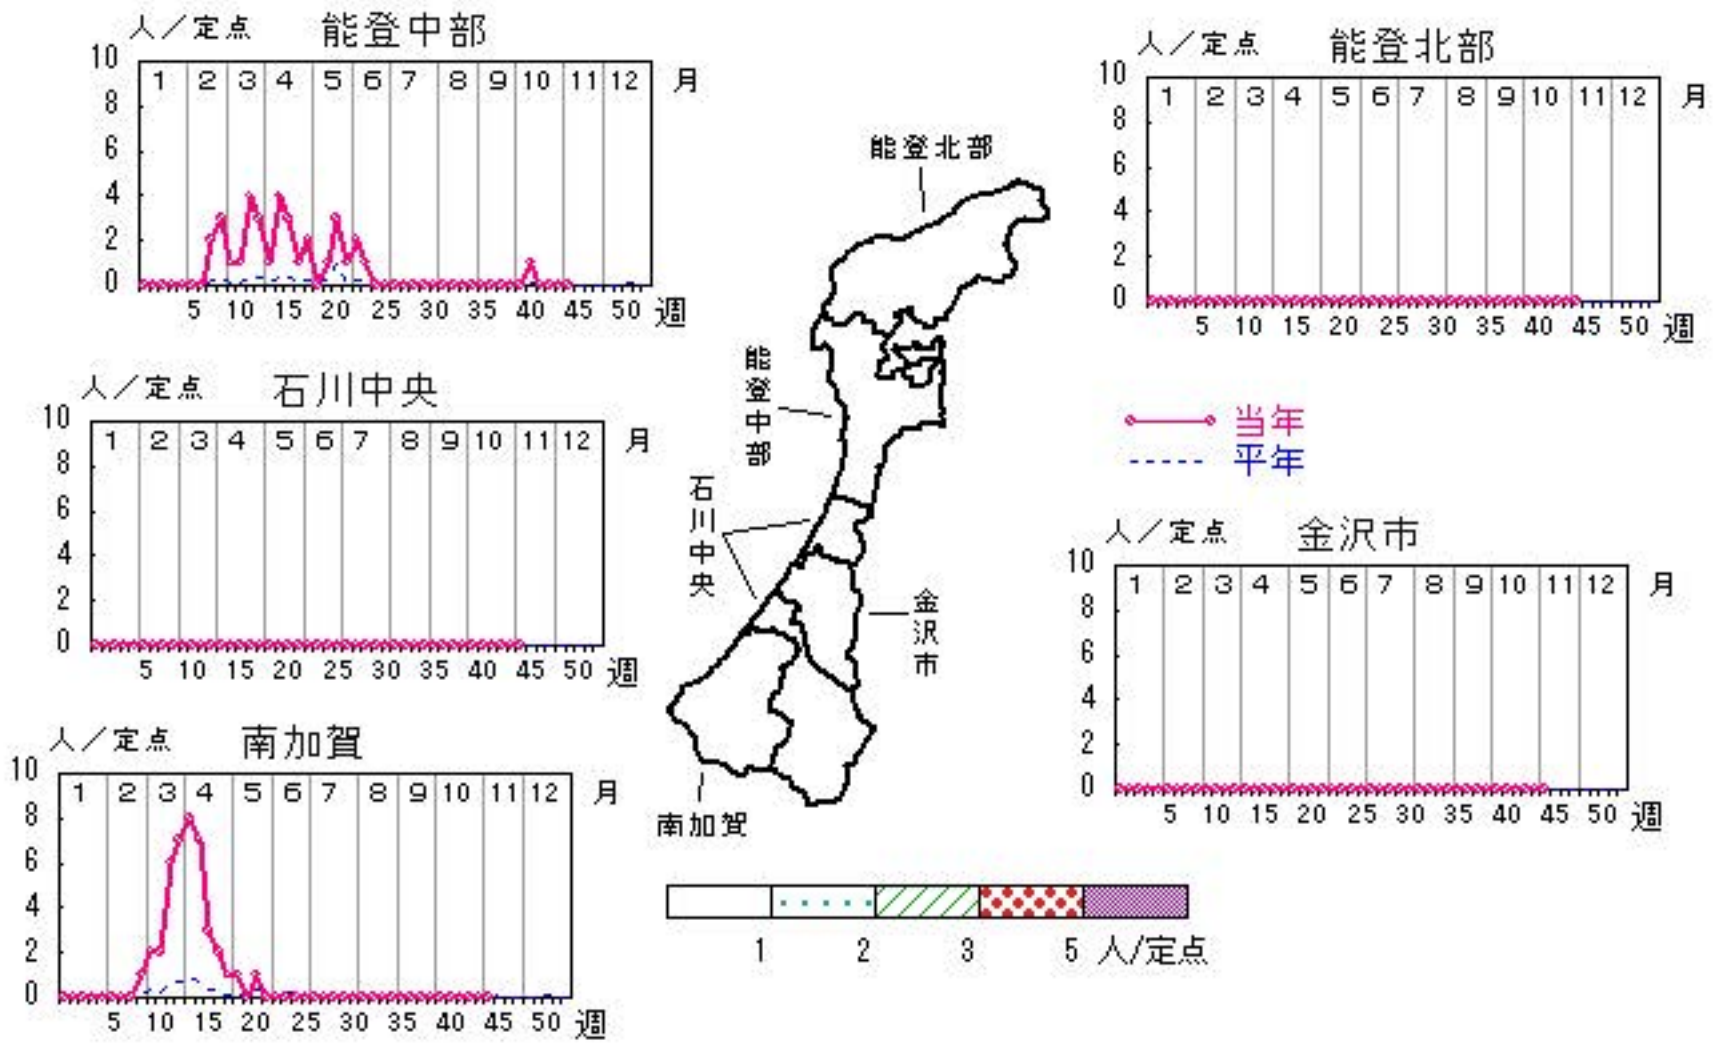 人／定点 能登中部
10 8 6 4 2 0
1 2 3 4 5 6 7 8 9 10 11 12 月
5 10 15 20 25 30 35 40 45 50 週
人／定点 能登北部
10 8 6 4 2 0
1 2 3 4 5 6 7 8 9 10 11 12 月
5 10 15 20 25 30 35 40 45 50 週
人／定点 石川中央
10 8 6 4 2 0
1 2 3 4 5 6 7 8 9 10 11 12 月
5 10 15 20 25 30 35 40 45 50 週
能登北部
能登中部
石川中央
金沢市
南加賀
当年
平年
人／定点 金沢市
10 8 6 4 2 0
1 2 3 4 5 6 7 8 9 10 11 12 月
5 10 15 20 25 30 35 40 45 50 週
人／定点 南加賀
10 8 6 4 2 0
1 2 3 4 5 6 7 8 9 10 11 12 月
5 10 15 20 25 30 35 40 45 50 週
1 2 3 5 人/定点